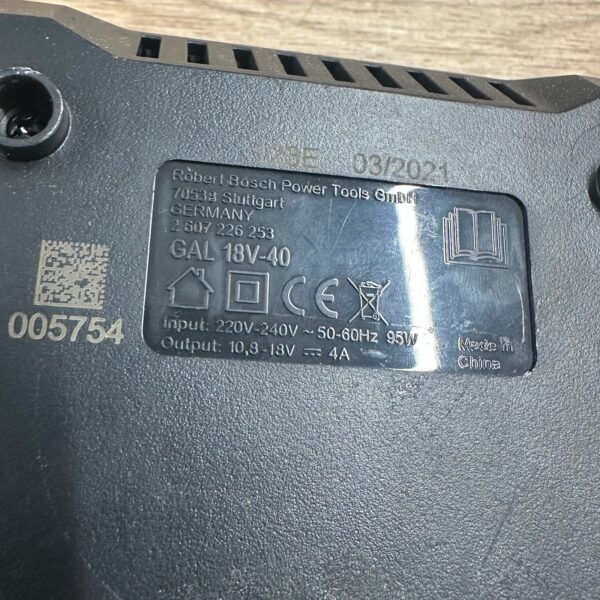 03/2021
Robert Bosch Power Tools GmbH
70538 Stuttgart
GERMANY
2 607 226 253
GAL 18V-40
CE
Input: 220V-240V ~ 50-60Hz 95W
Output: 10,8-18V ⎓ 4A
Made in
China
005754